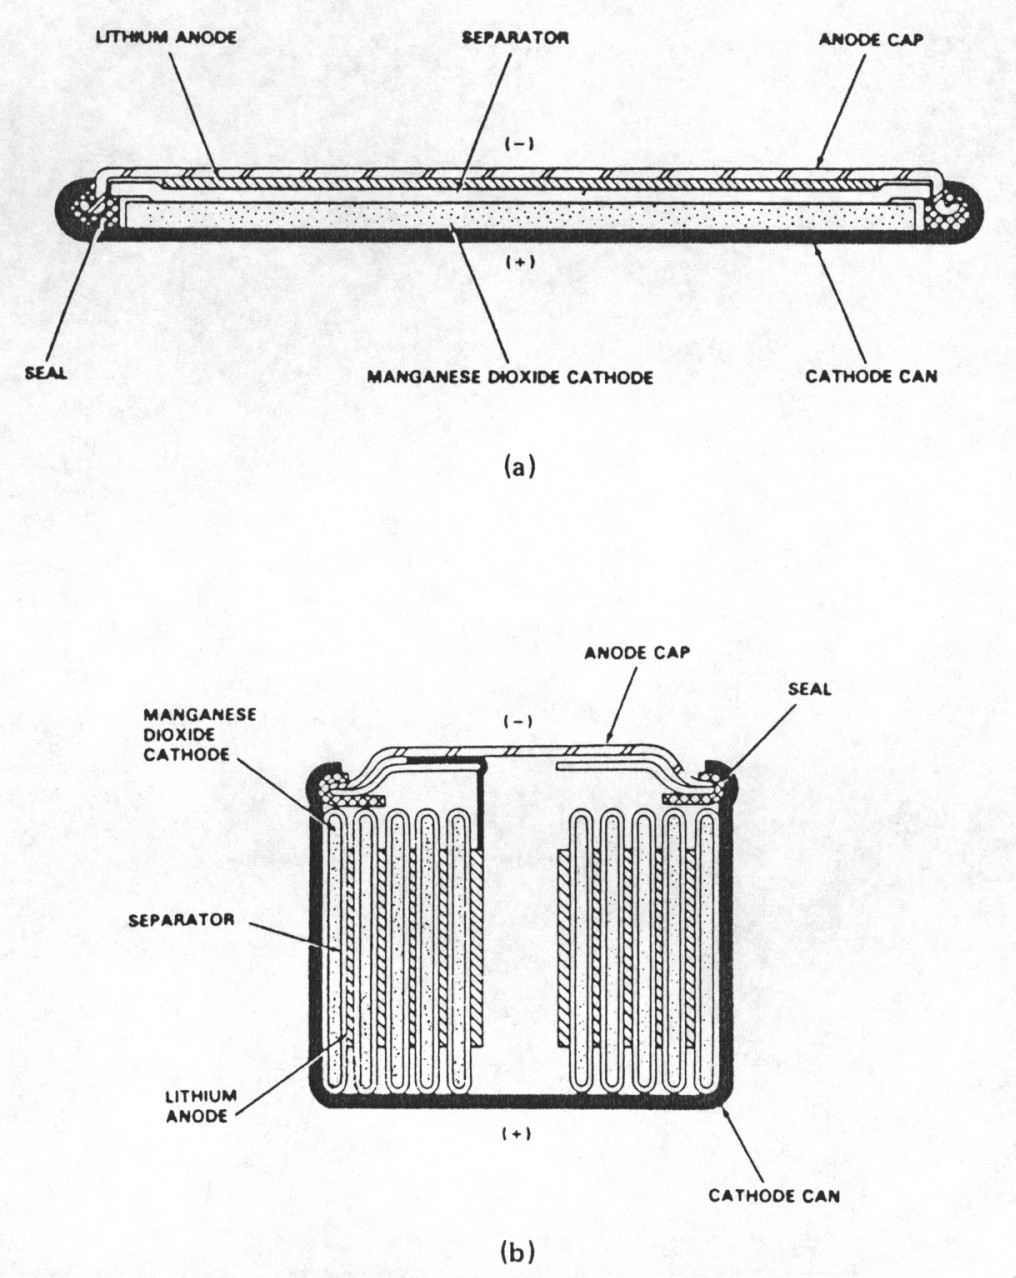 LITHIUM ANODE
SEPARATOR
ANODE CAP
(-)
(+)
SEAL
MANGANESE DIOXIDE CATHODE
CATHODE CAN
(a)
ANODE CAP
SEAL
MANGANESE
DIOXIDE
CATHODE
(-)
SEPARATOR
LITHIUM
ANODE
(+)
CATHODE CAN
(b)